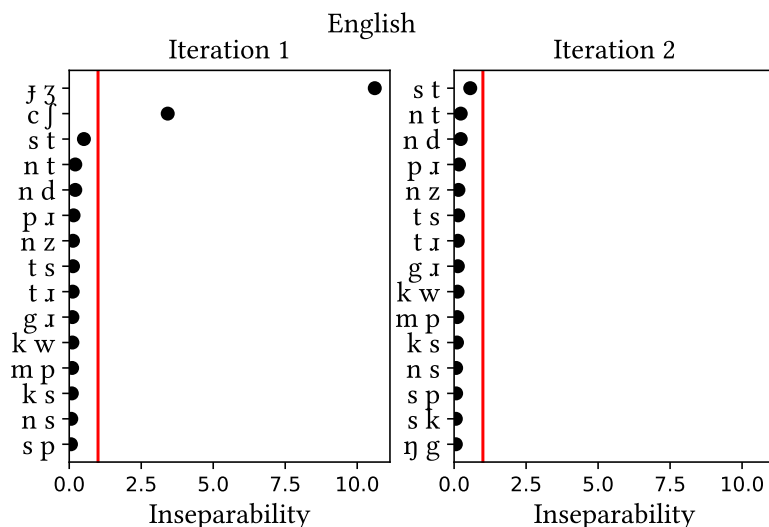 English
Iteration 1
ɟ ʒ
c ʃ
s t
n t
n d
p ɹ
n z
t s
t ɹ
g ɹ
k w
m p
k s
n s
s p
0.0 2.5 5.0 7.5 10.0
Inseparability
Iteration 2
s t
n t
n d
p ɹ
n z
t s
t ɹ
g ɹ
k w
m p
k s
n s
s p
s k
ŋ g
0.0 2.5 5.0 7.5 10.0
Inseparability